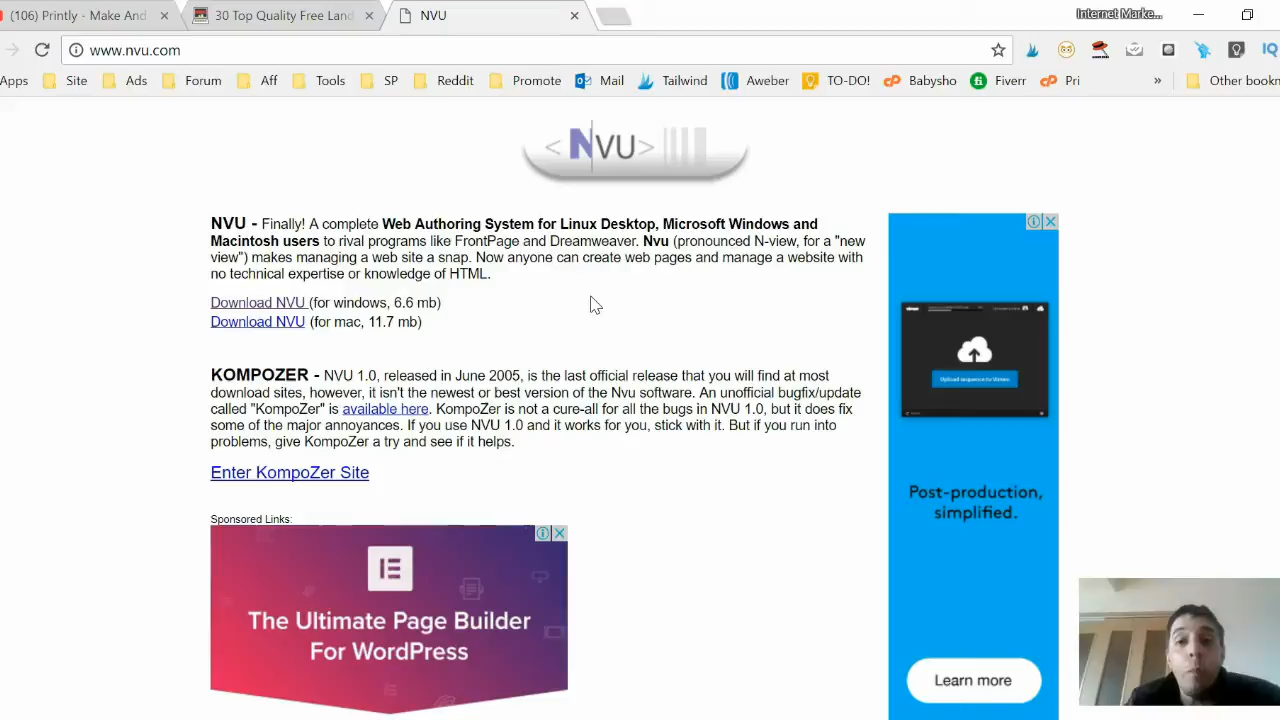 (106) Printly - Make And
30 Top Quality Free Land
NVU
Internet Marke...
www.nvu.com
Apps
Site
Ads
Forum
Aff
Tools
SP
Reddit
Promote
Mail
Tailwind
Aweber
TO-DO!
Babysho
Fiverr
Pri
»
Other book
<NVU>
NVU - Finally! A complete Web Authoring System for Linux Desktop, Microsoft Windows and
Macintosh users to rival programs like FrontPage and Dreamweaver. Nvu (pronounced N-view, for a "new
view") makes managing a web site a snap. Now anyone can create web pages and manage a website with
no technical expertise or knowledge of HTML.
Download NVU (for windows, 6.6 mb)
Download NVU (for mac, 11.7 mb)
KOMPOZER - NVU 1.0, released in June 2005, is the last official release that you will find at most
download sites, however, it isn't the newest or best version of the Nvu software. An unofficial bugfix/update
called "KompoZer" is available here. KompoZer is not a cure-all for all the bugs in NVU 1.0, but it does fix
some of the major annoyances. If you use NVU 1.0 and it works for you, stick with it. But if you run into
problems, give KompoZer a try and see if it helps.
Enter KompoZer Site
Sponsored Links:
The Ultimate Page Builder
For WordPress
Upload sequence to Vimeo
Post-production,
simplified.
Learn more